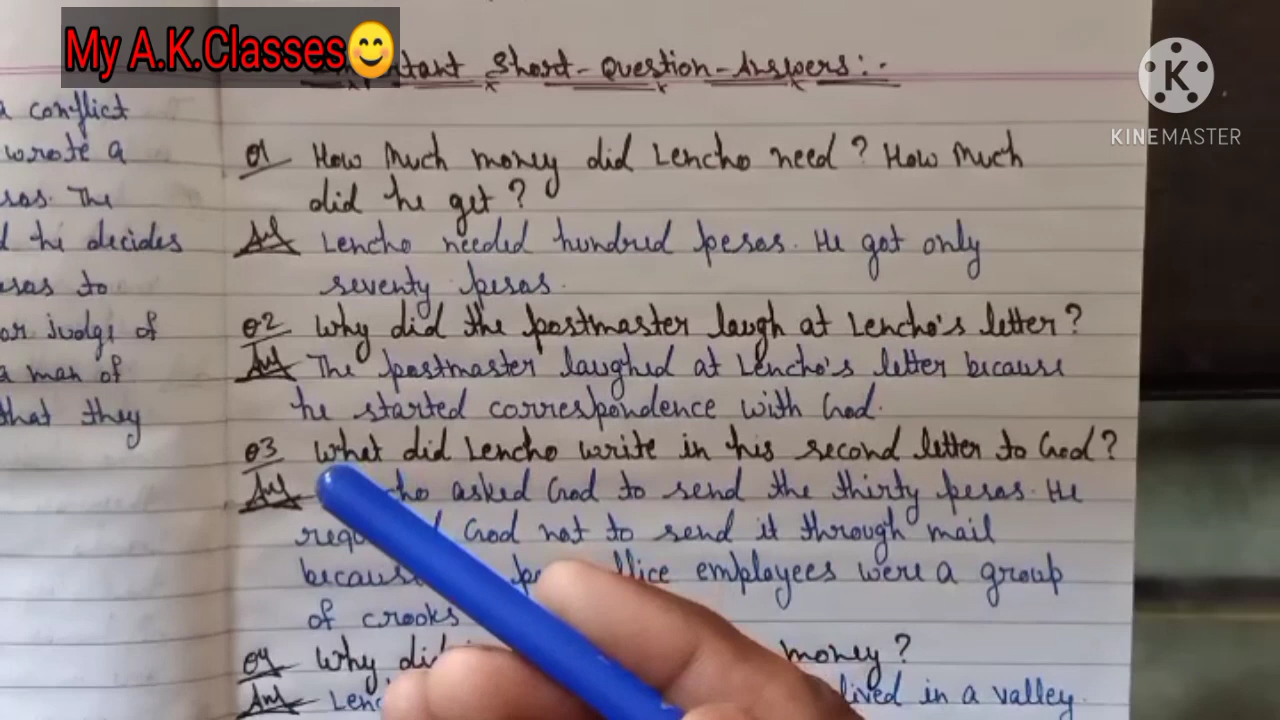 My A.K.Classes😊
Short-Question-Answers:-
KINEMASTER
a conflict
wrote a
The
he decides
to
judge of
a man of
that they
Q1 How Much money did Lencho need? How Much
did he get?
Ans Lencho needed hundred pesos. He got only
seventy pesos.
Q2 Why did the postmaster laugh at Lencho's letter?
Ans The postmaster laughed at Lencho's letter because
he started correspondence with God.
Q3 What did Lencho write in his second letter to God?
Ans asked God to send the thirty pesos. He
God not to send it through mail
employees were a group
of crooks
Q4 Why did money?
Ans lived in a valley